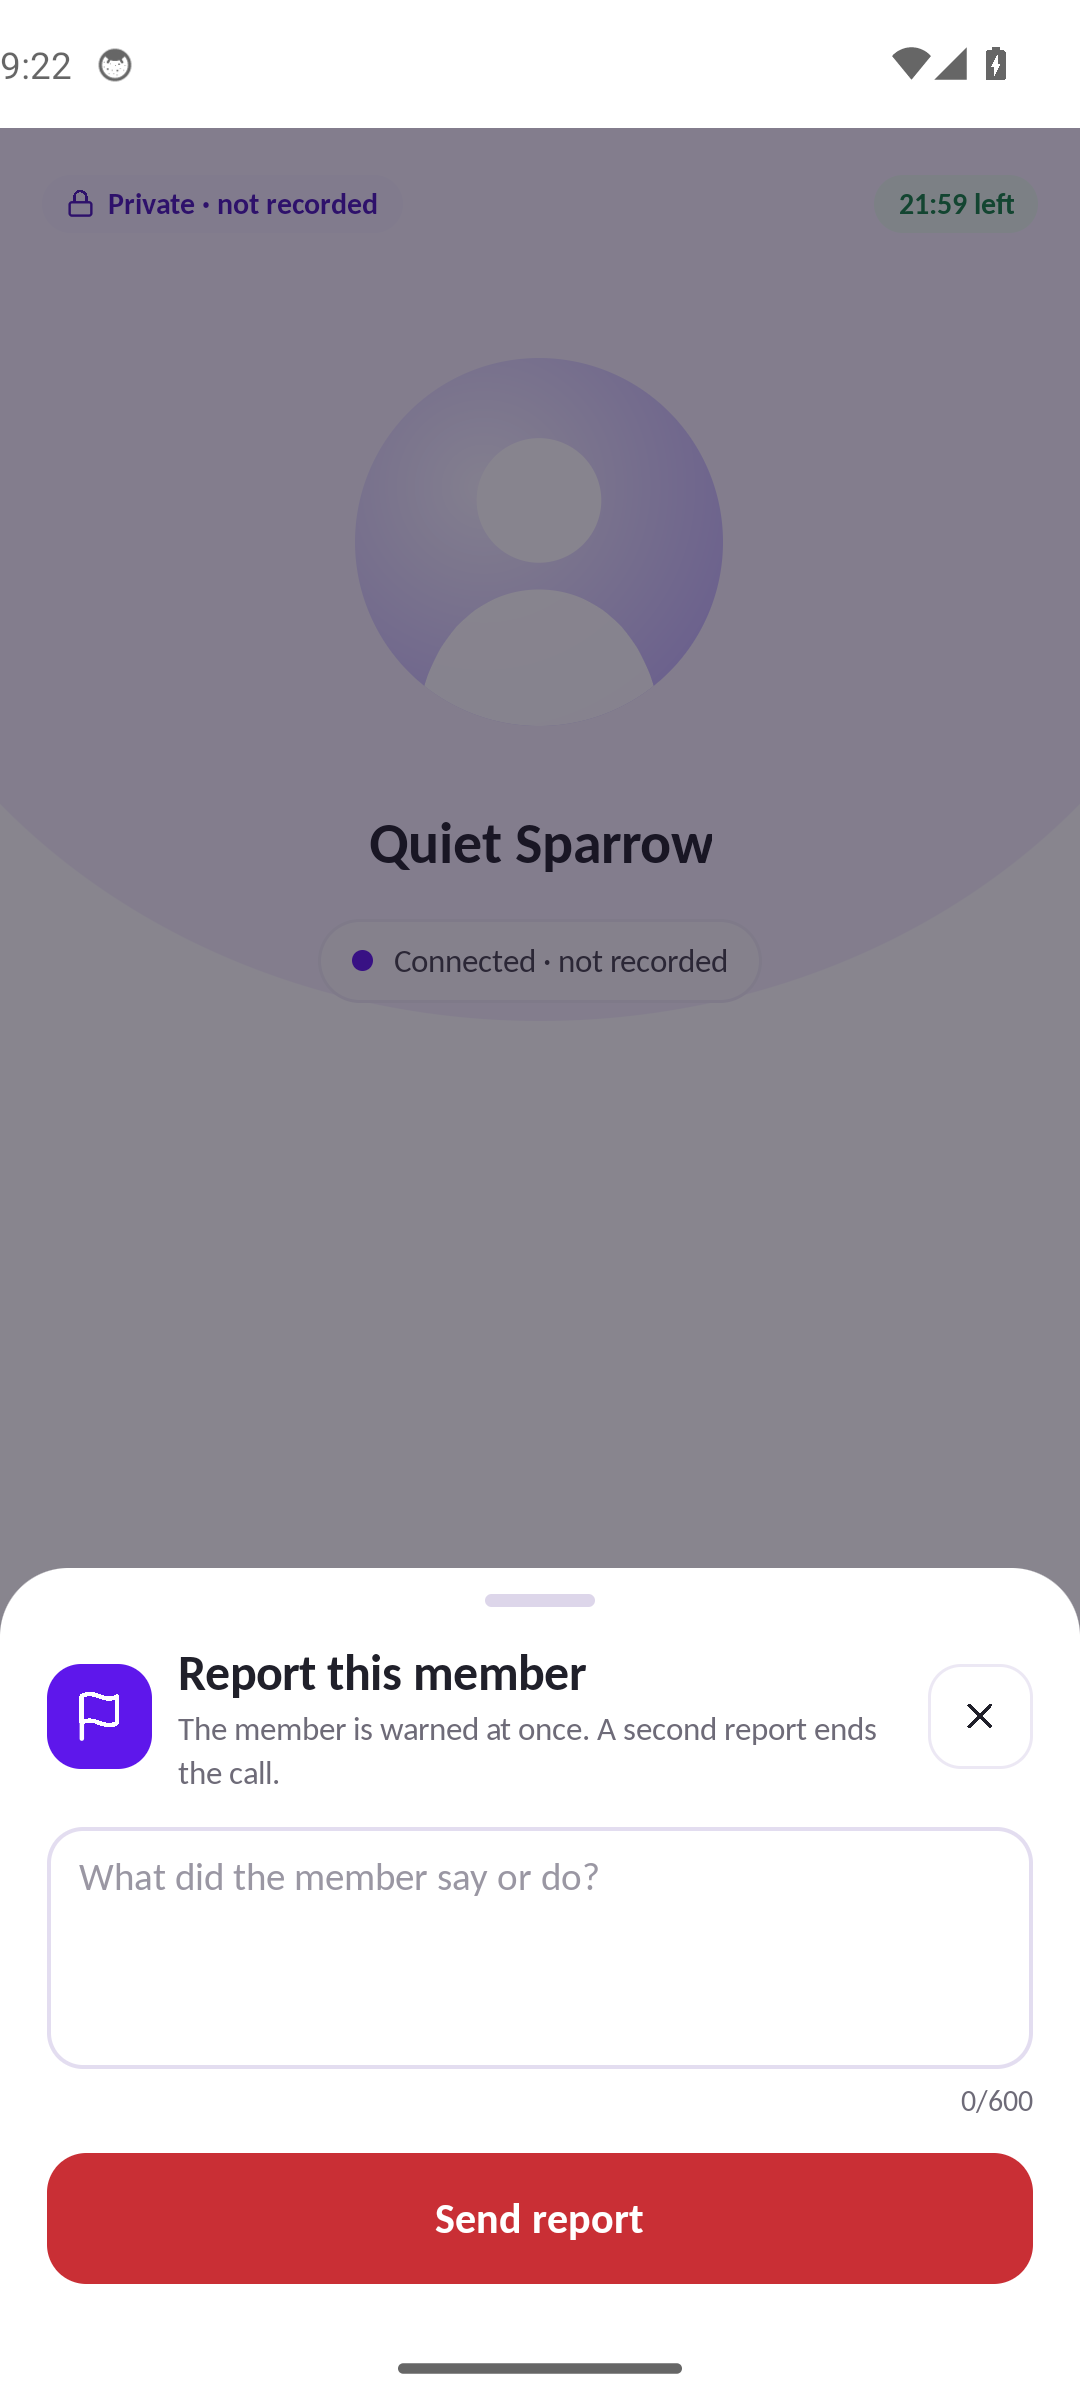 9:22
Private · not recorded
21:59 left
Quiet Sparrow
Connected · not recorded
Report this member
The member is warned at once. A second report ends
the call.
What did the member say or do?
0/600
Send report